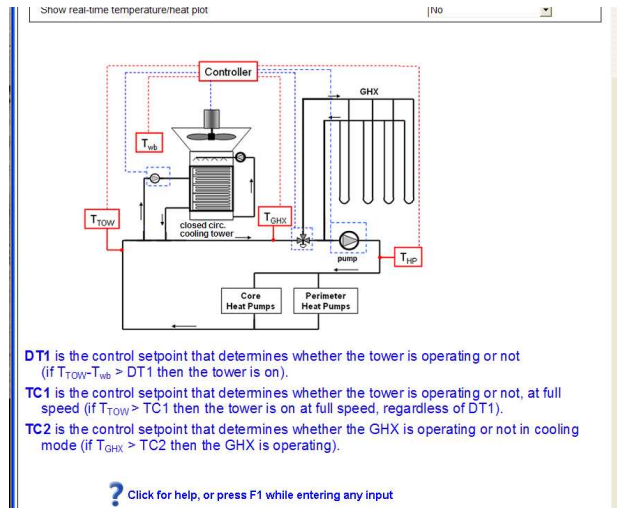 Show real-time temperature/heat plot No
Controller
GHX
Twb
TTOW
TGHX
closed circ.
cooling tower
pump
THP
Core
Heat Pumps
Perimeter
Heat Pumps
DT1 is the control setpoint that determines whether the tower is operating or not
(if TTOW-Twb > DT1 then the tower is on).
TC1 is the control setpoint that determines whether the tower is operating or not, at full
speed (if TTOW > TC1 then the tower is on at full speed, regardless of DT1).
TC2 is the control setpoint that determines whether the GHX is operating or not in cooling
mode (if TGHX > TC2 then the GHX is operating).
? Click for help, or press F1 while entering any input